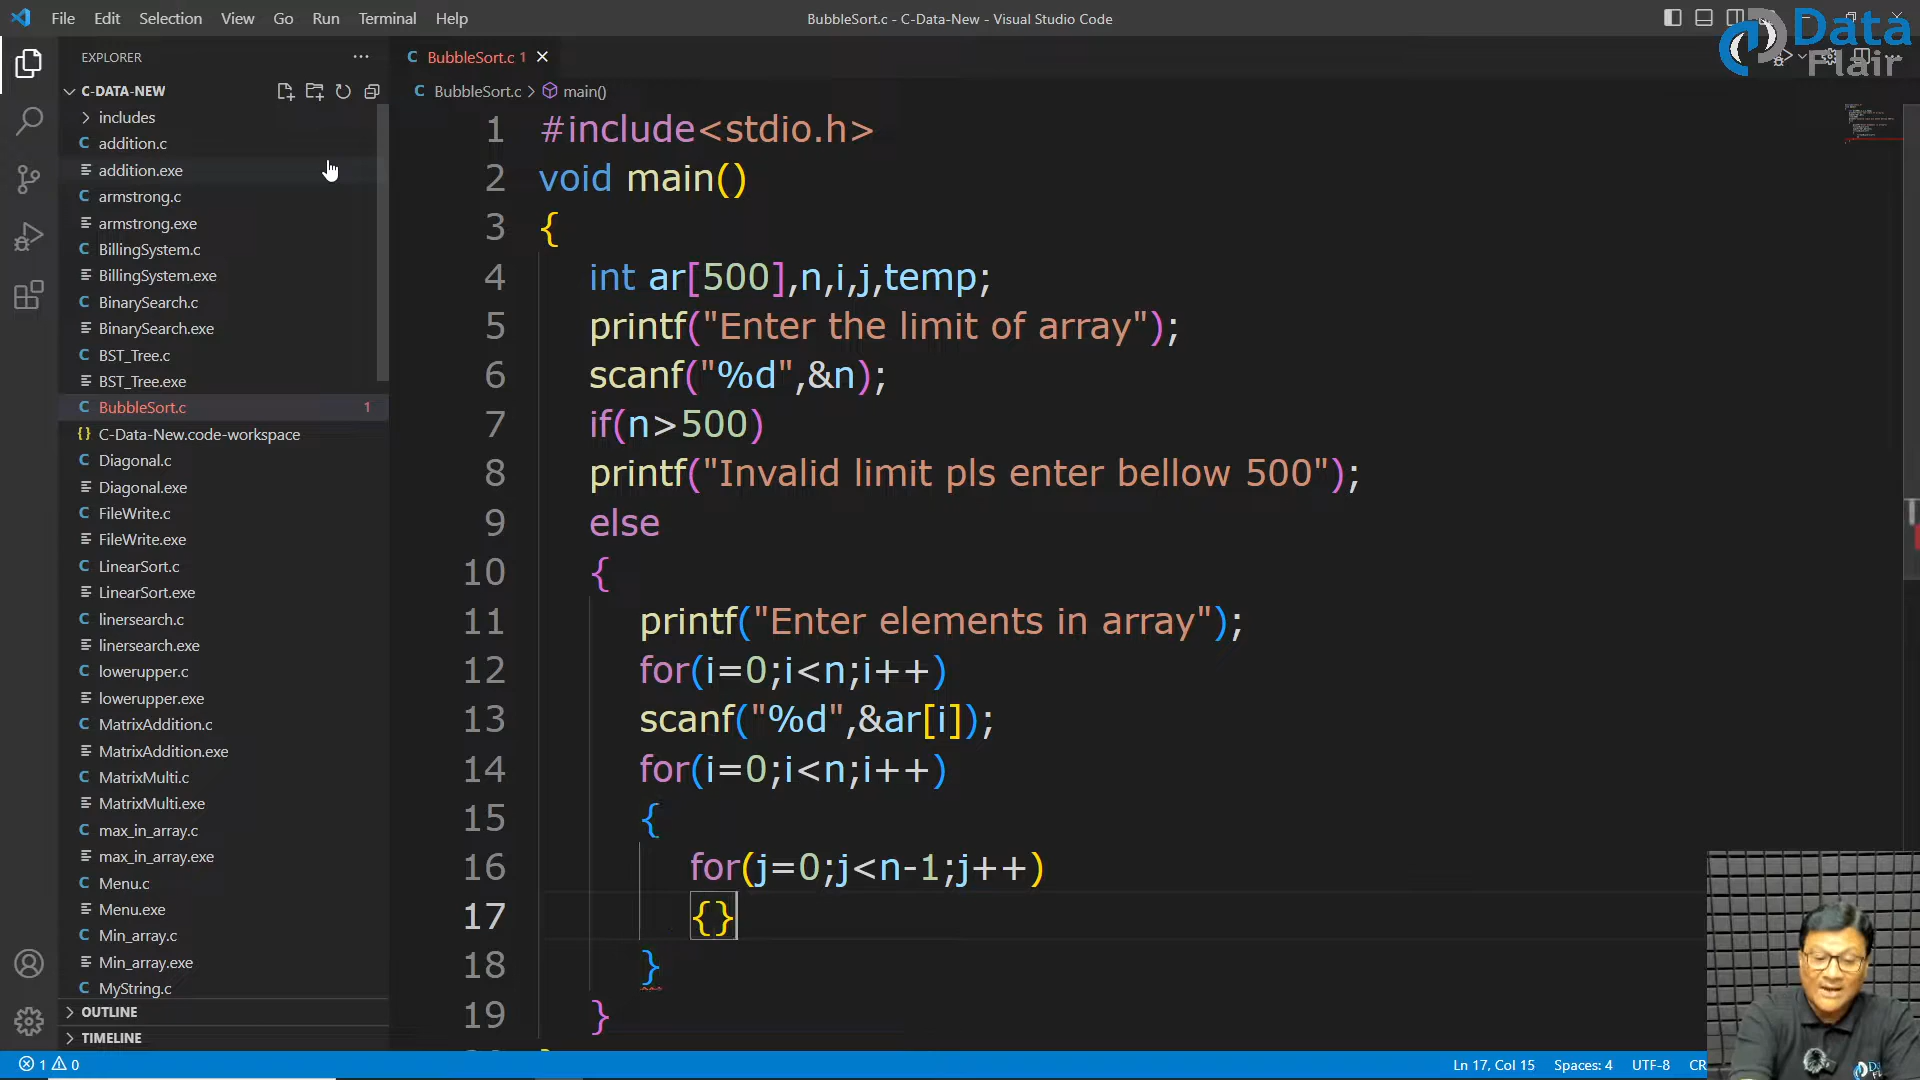 File Edit Selection View Go Run Terminal Help
BubbleSort.c - C-Data-New - Visual Studio Code
Data
Flair
EXPLORER
BubbleSort.c 1
C-DATA-NEW
BubbleSort.c > main()
includes
addition.c
addition.exe
armstrong.c
armstrong.exe
BillingSystem.c
BillingSystem.exe
BinarySearch.c
BinarySearch.exe
BST_Tree.c
BST_Tree.exe
BubbleSort.c 1
C-Data-New.code-workspace
Diagonal.c
Diagonal.exe
FileWrite.c
FileWrite.exe
LinearSort.c
LinearSort.exe
linersearch.c
linersearch.exe
lowerupper.c
lowerupper.exe
MatrixAddition.c
MatrixAddition.exe
MatrixMulti.c
MatrixMulti.exe
max_in_array.c
max_in_array.exe
Menu.c
Menu.exe
Min_array.c
Min_array.exe
MyString.c
OUTLINE
TIMELINE
1 #include<stdio.h>
2 void main()
3 {
4 int ar[500],n,i,j,temp;
5 printf("Enter the limit of array");
6 scanf("%d",&n);
7 if(n>500)
8 printf("Invalid limit pls enter bellow 500");
9 else
10 {
11 printf("Enter elements in array");
12 for(i=0;i<n;i++)
13 scanf("%d",&ar[i]);
14 for(i=0;i<n;i++)
15 {
16 for(j=0;j<n-1;j++)
17 {}
18 }
19 }
1 0
Ln 17, Col 15 Spaces: 4 UTF-8 CR